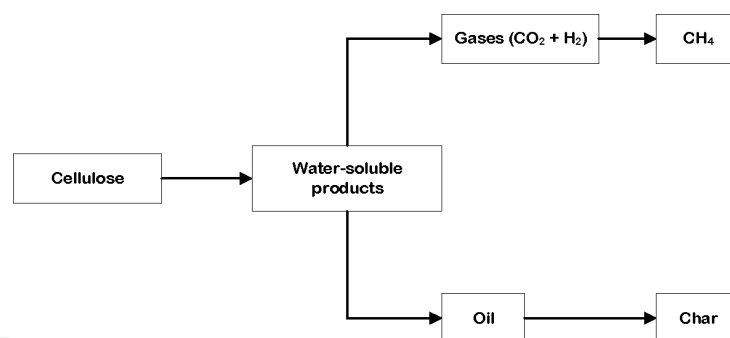 Gases (CO₂ + H₂)
CH₄
Cellulose
Water-soluble
products
Oil
Char